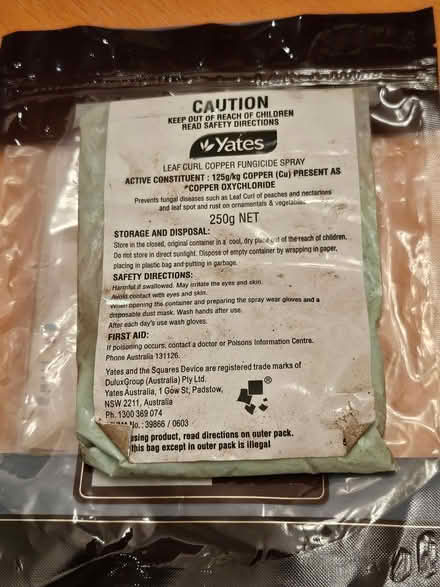 CAUTION
KEEP OUT OF REACH OF CHILDREN
READ SAFETY DIRECTIONS
Yates
LEAF CURL COPPER FUNGICIDE SPRAY
ACTIVE CONSTITUENT : 125g/kg COPPER (Cu) PRESENT AS
*COPPER OXYCHLORIDE
Prevents fungal diseases such as Leaf Curl of peaches and nectarines
and leaf spot and rust on ornamentals & vegetables
250g NET
STORAGE AND DISPOSAL:
Store in the closed, original container in a cool, dry place out of the reach of children.
Do not store in direct sunlight. Dispose of empty container by wrapping in paper,
placing in plastic bag and putting in garbage.
SAFETY DIRECTIONS:
Harmful if swallowed. May irritate the eyes and skin.
Avoid contact with eyes and skin.
When opening the container and preparing the spray wear gloves and a
disposable dust mask. Wash hands after use.
After each day's use wash gloves.
FIRST AID:
If poisoning occurs, contact a doctor or Poisons Information Centre.
Phone Australia 131126.
Yates and the Squares Device are registered trade marks of
DuluxGroup (Australia) Pty Ltd.
Yates Australia, 1 Gow St, Padstow,
NSW 2211, Australia
Ph. 1300 369 074
No.: 39866 / 0603
using product, read directions on outer pack.
this bag except in outer pack is illegal